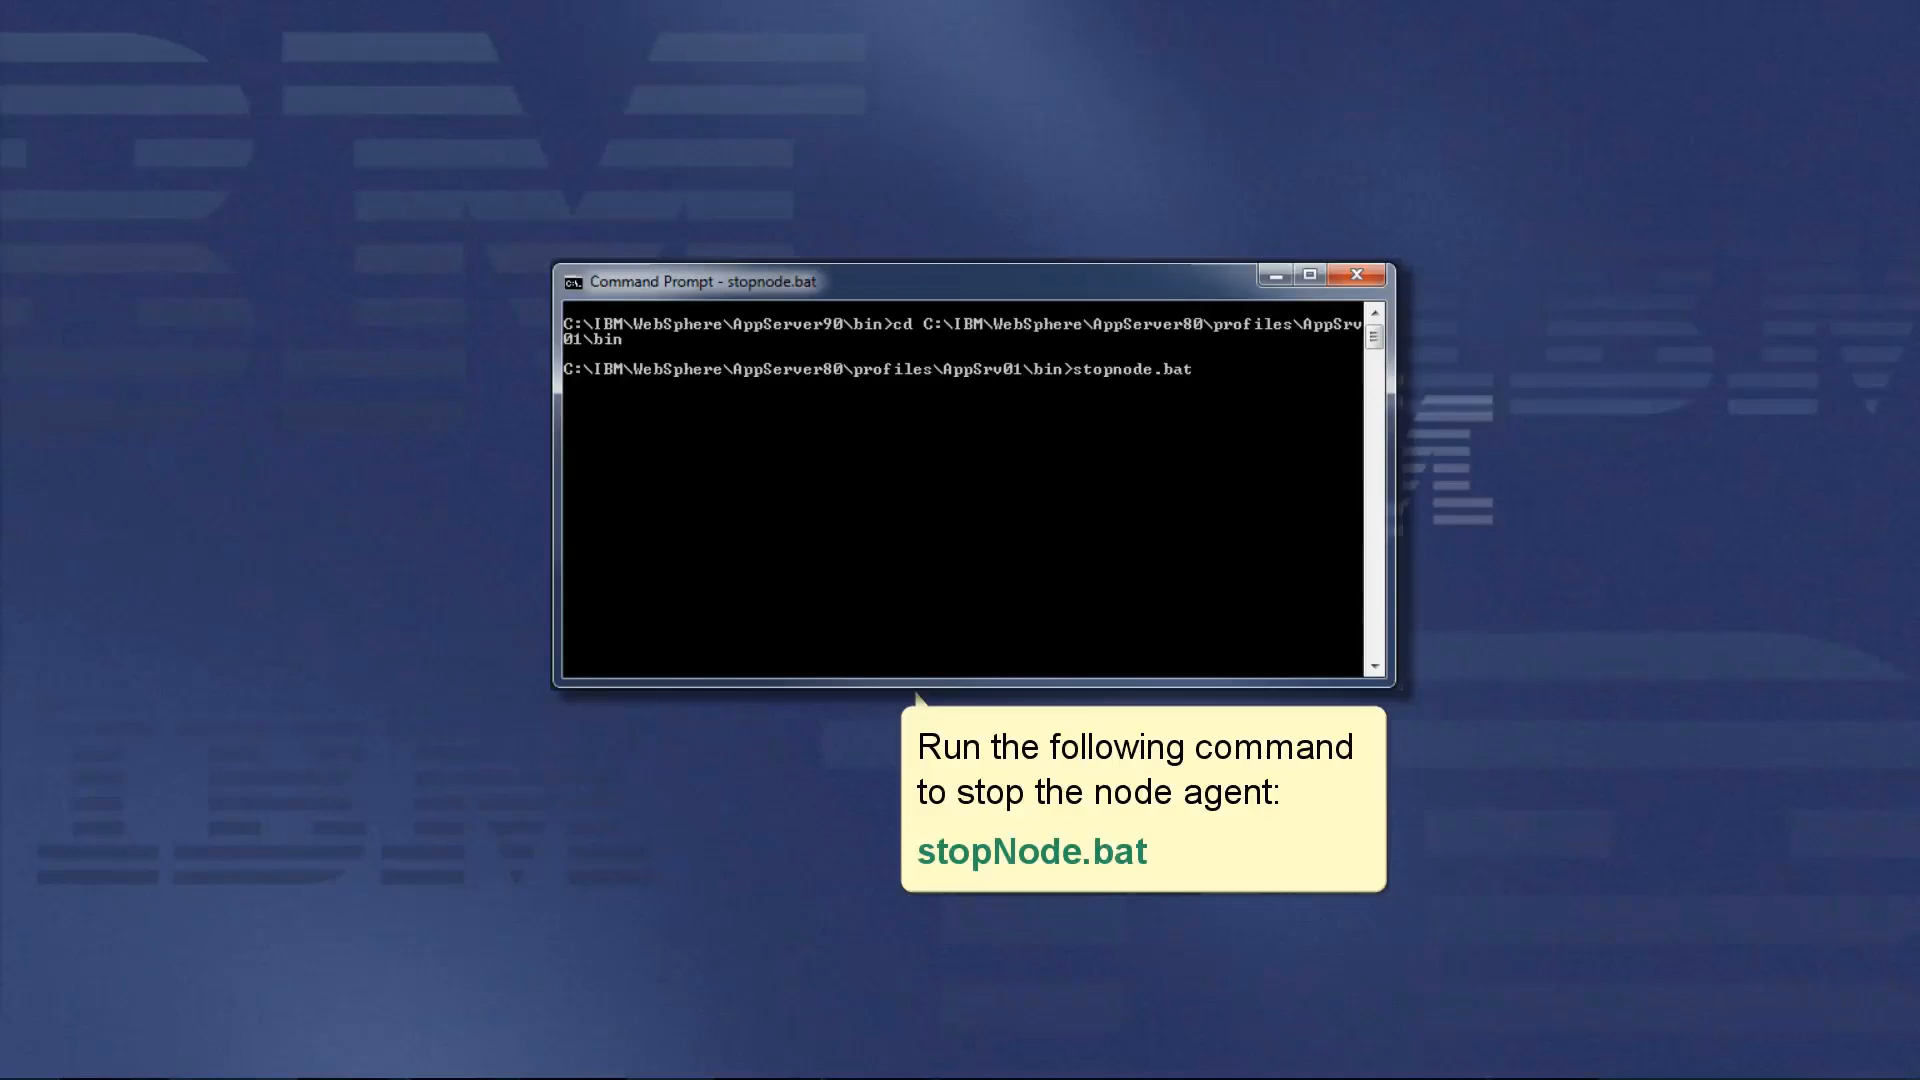 Command Prompt - stopnode.bat
C:\IBM\WebSphere\AppServer90\bin>cd C:\IBM\WebSphere\AppServer80\profiles\AppSrv
01\bin
C:\IBM\WebSphere\AppServer80\profiles\AppSrv01\bin>stopnode.bat
Run the following command
to stop the node agent:
stopNode.bat